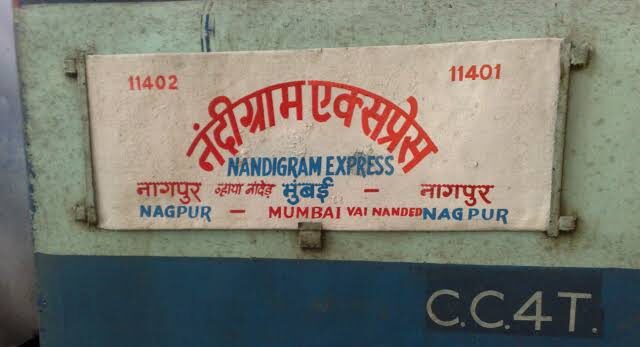 11402 11401
नंदीग्राम एक्सप्रेस
NANDIGRAM EXPRESS
नागपुर व्हाया नांदेड़ मुंबई - नागपुर
NAGPUR - MUMBAI VAI NANDED NAGPUR
C.C.4T.